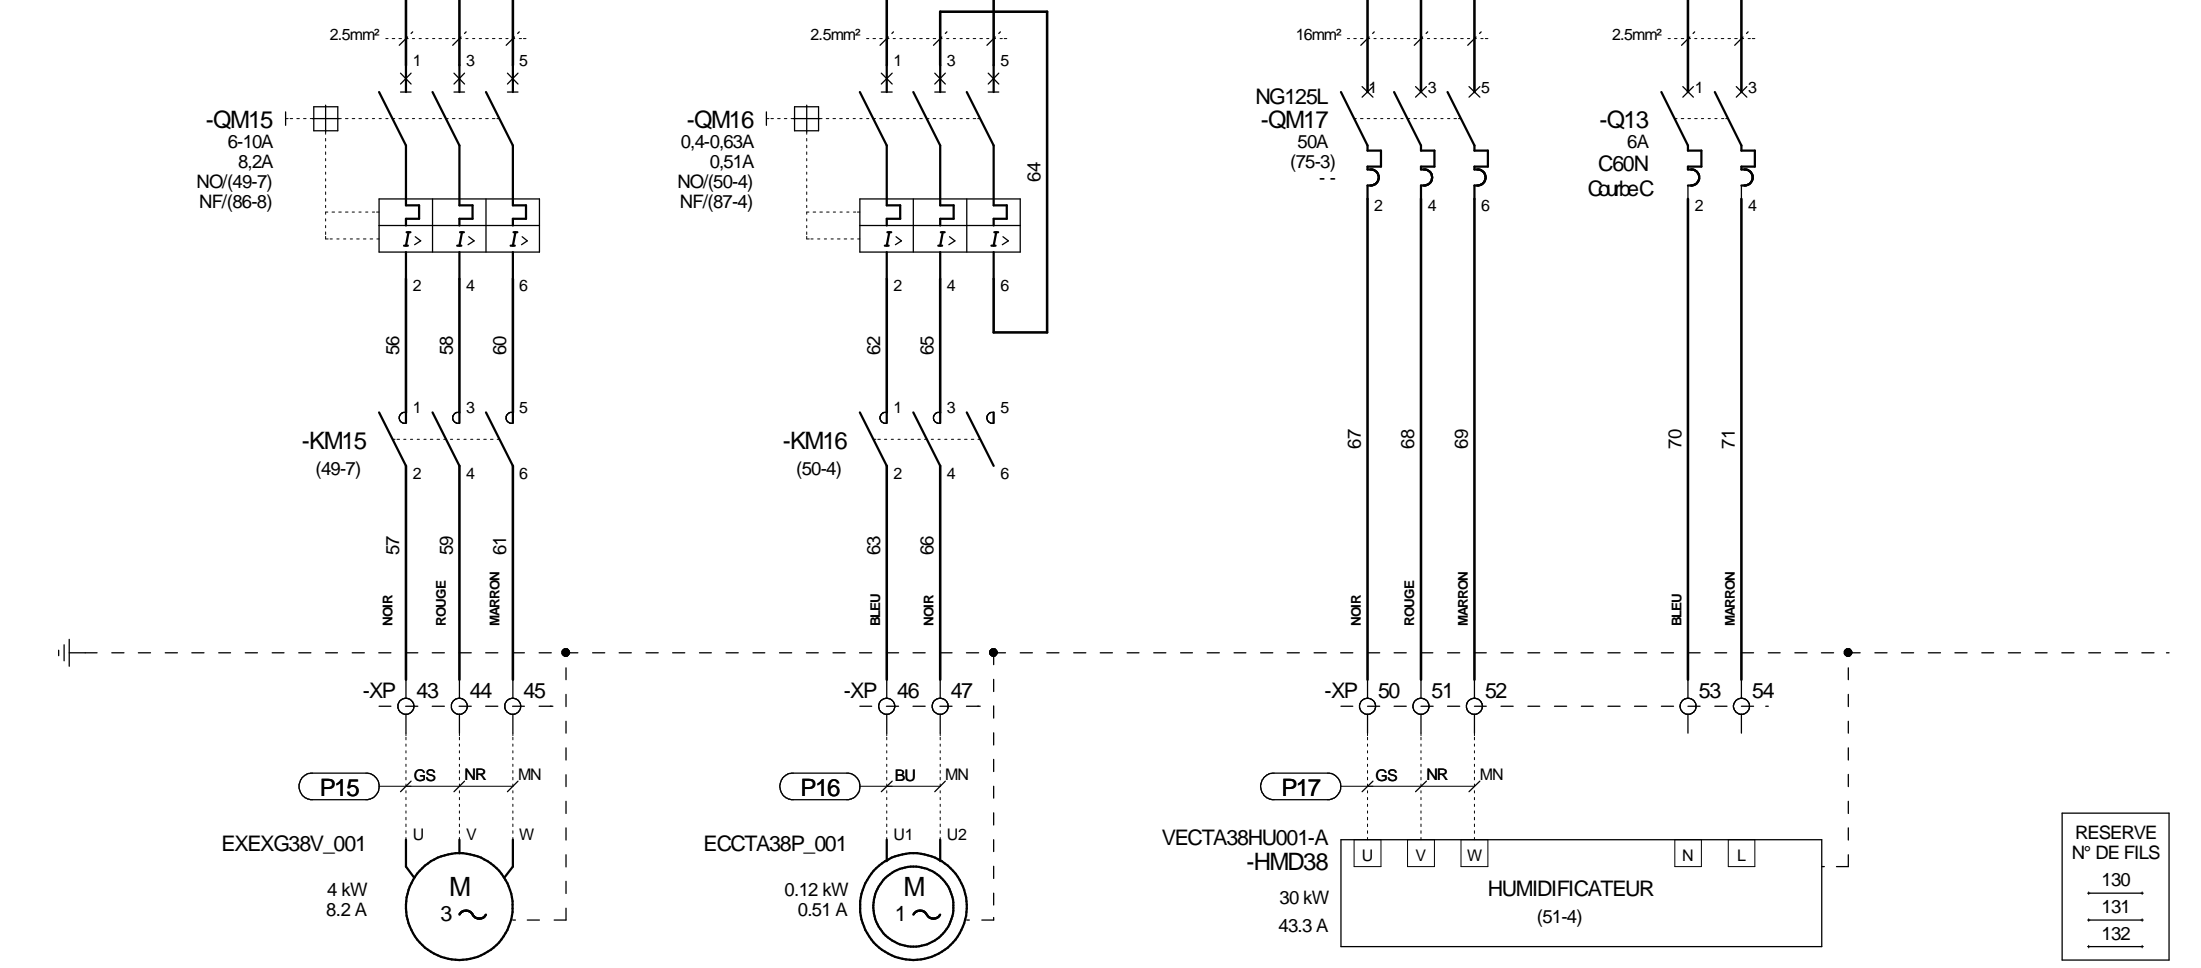 2.5mm²
1 3 5
-QM15
6-10A
8,2A
NO/(49-7)
NF/(86-8)
I> I> I>
2 4 6
56 58 60
1 3 5
-KM15
(49-7)
2 4 6
57 59 61
NOIR ROUGE MARRON
-XP 43 44 45
P15 GS NR MN
EXEXG38V_001
U V W
4 kW
8.2 A
M
3
2.5mm²
1 3 5
-QM16
0,4-0,63A
0,51A
NO/(50-4)
NF/(87-4)
64
I> I> I>
2 4 6
62 65
1 3 5
-KM16
(50-4)
2 4 6
63 66
BLEU NOIR
-XP 46 47
P16 BU MN
ECCTA38P_001
U1 U2
0.12 kW
0.51 A
M
1
16mm²
1 3 5
NG125L
-QM17
50A
(75-3)
--
2 4 6
67 68 69
NOIR ROUGE MARRON
-XP 50 51 52
P17 GS NR MN
VECTA38HU001-A
-HMD38
30 kW
43.3 A
U V W N L
HUMIDIFICATEUR
(51-4)
2.5mm²
1 3
-Q13
6A
C60N
Courbe C
2 4
70 71
BLEU MARRON
53 54
RESERVE
N° DE FILS
130
131
132